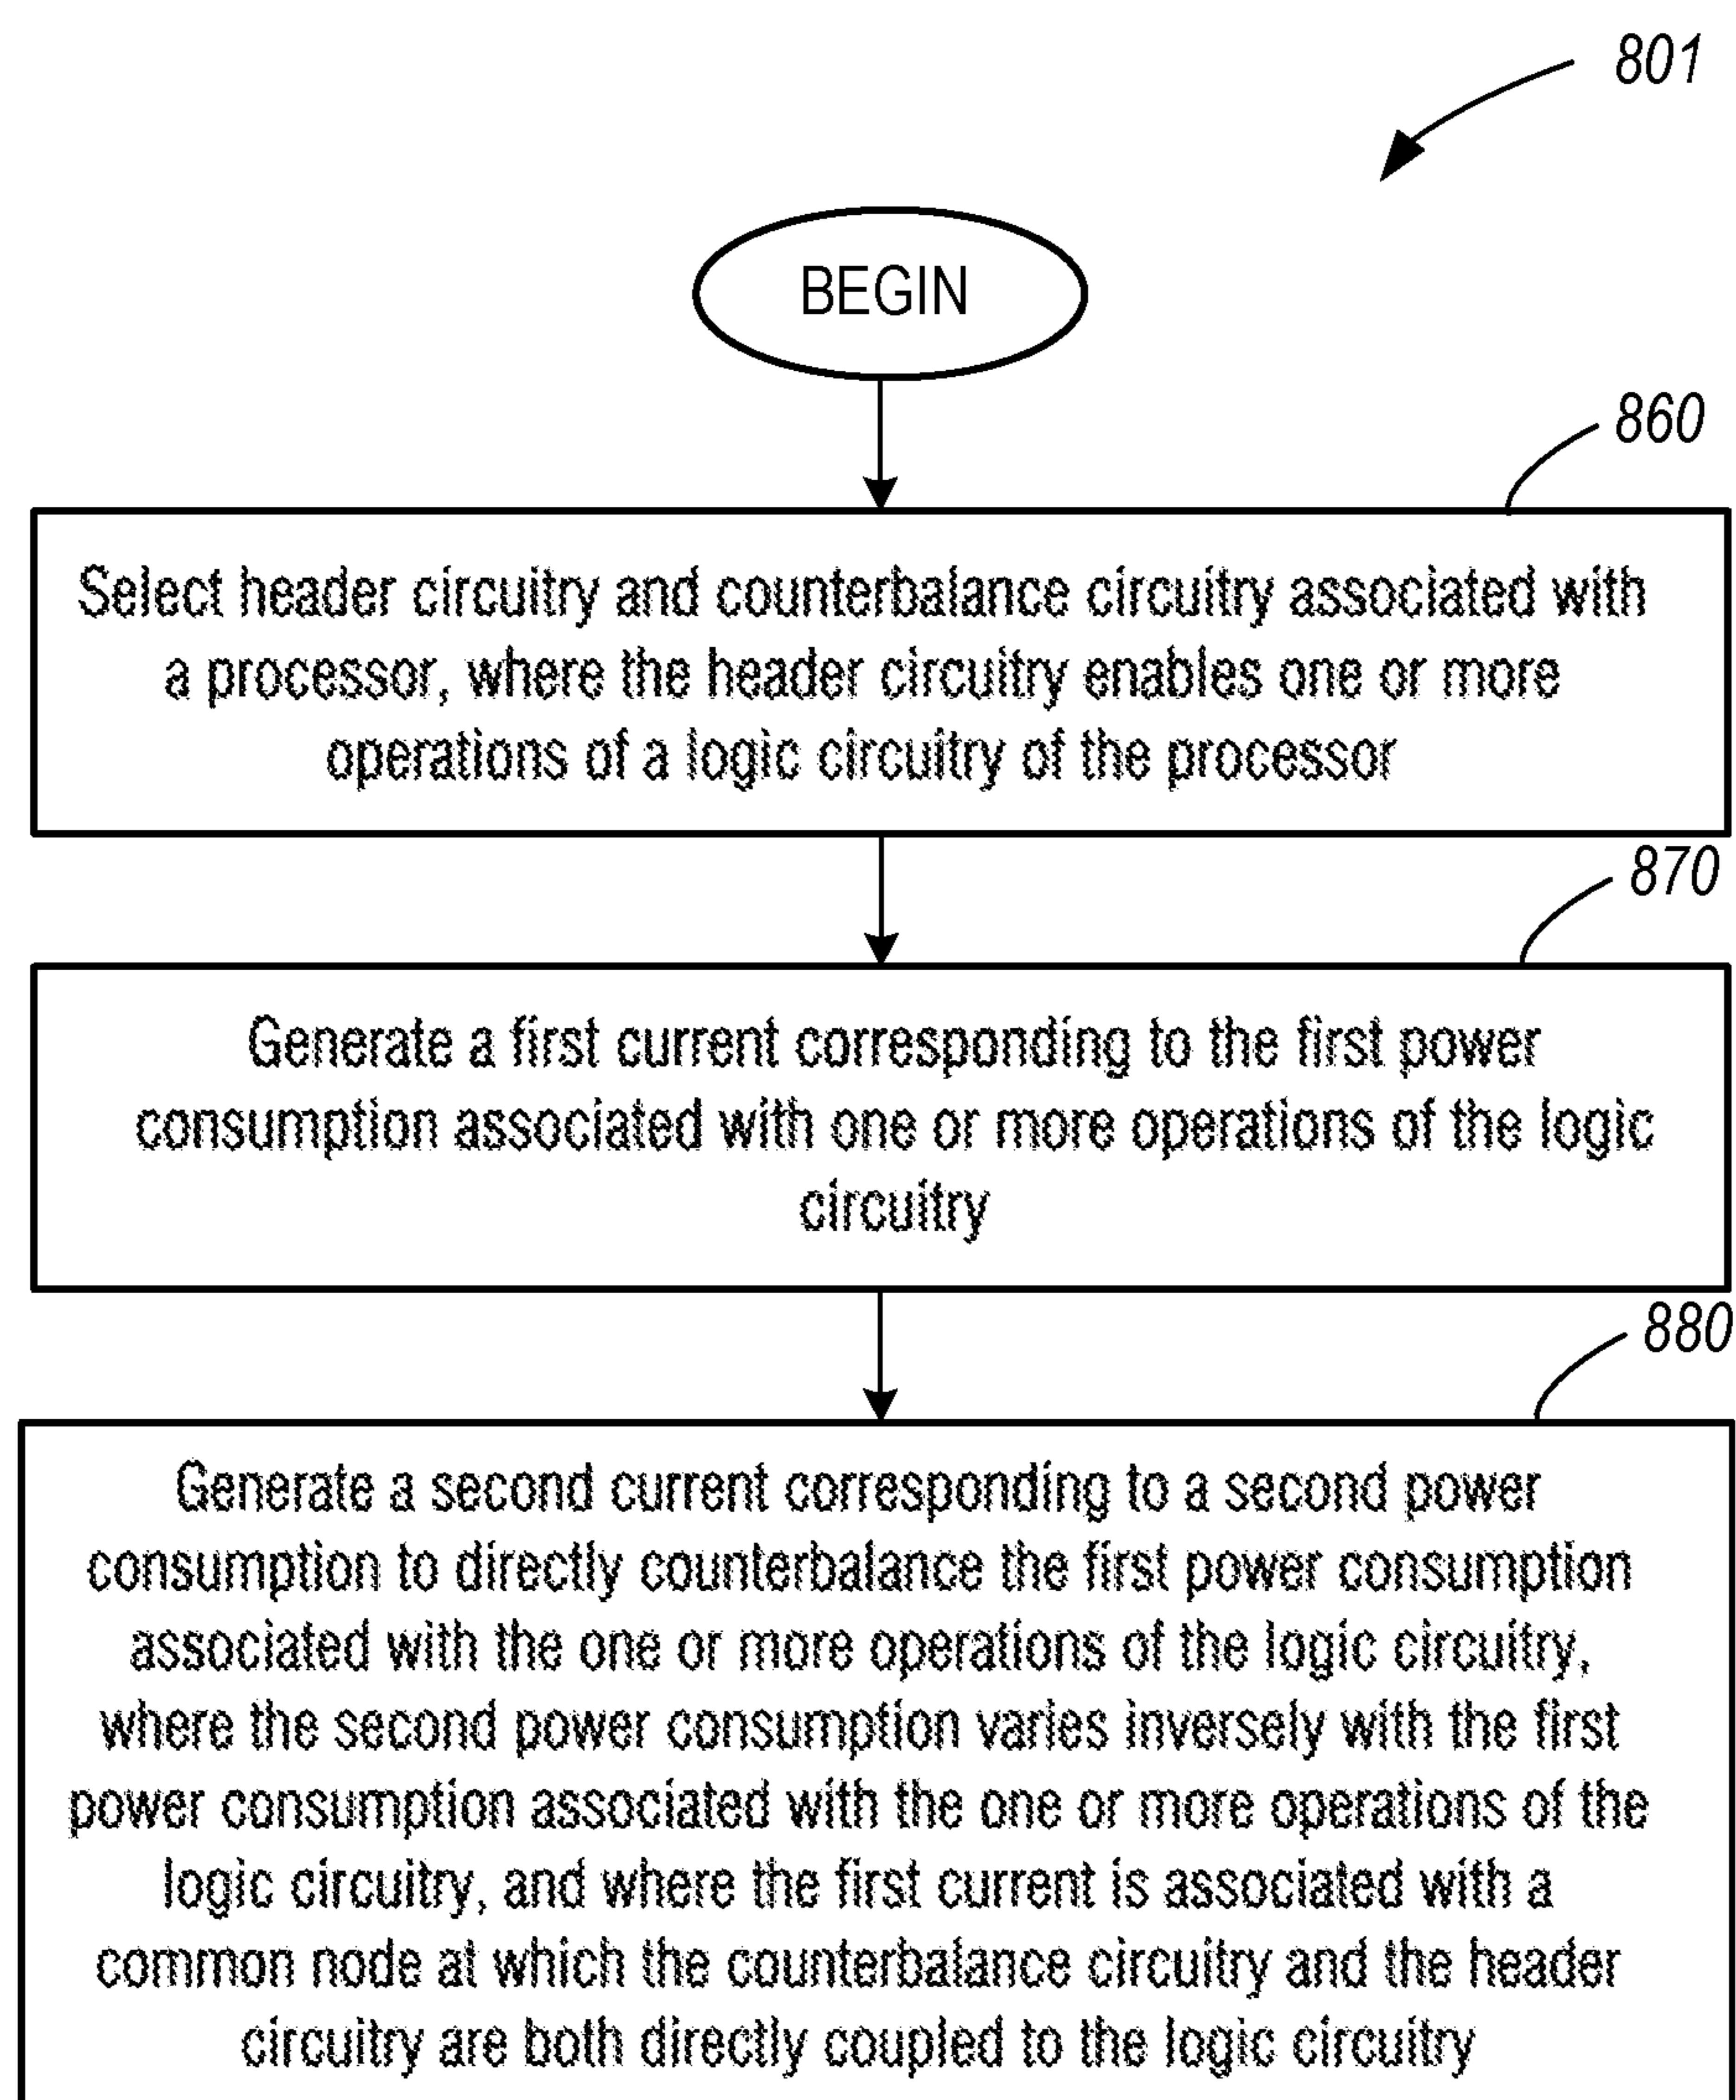 801
BEGIN
860
Select header circuitry and counterbalance circuitry associated with
a processor, where the header circuitry enables one or more
operations of a logic circuitry of the processor
870
Generate a first current corresponding to the first power
consumption associated with one or more operations of the logic
circuitry
880
Generate a second current corresponding to a second power
consumption to directly counterbalance the first power consumption
associated with the one or more operations of the logic circuitry,
where the second power consumption varies inversely with the first
power consumption associated with the one or more operations of the
logic circuitry, and where the first current is associated with a
common node at which the counterbalance circuitry and the header
circuitry are both directly coupled to the logic circuitry